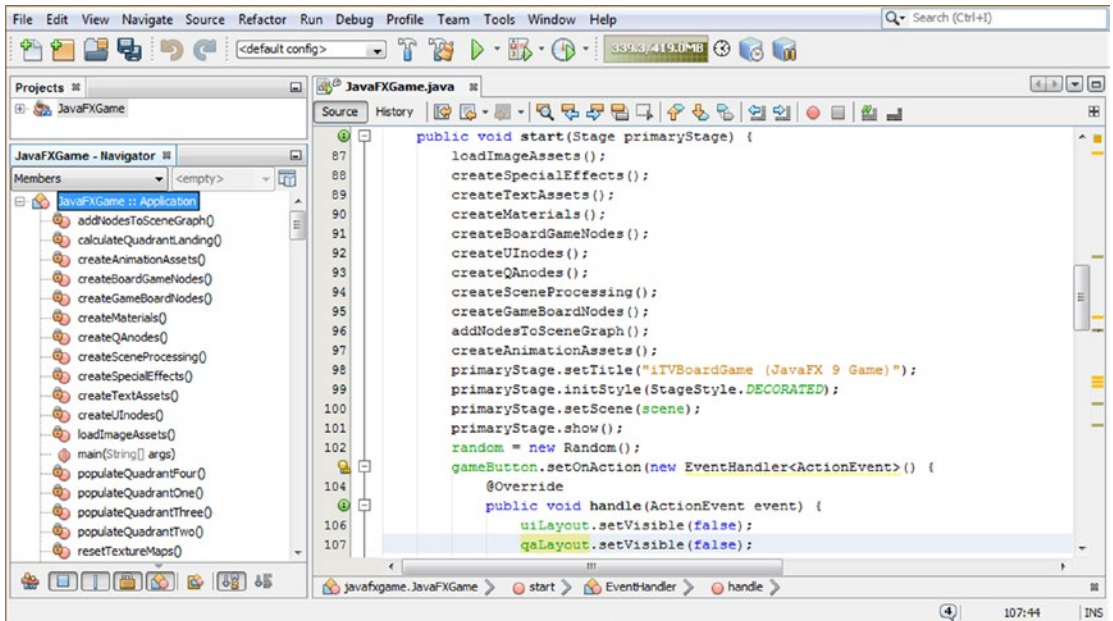 File Edit View Navigate Source Refactor Run Debug Profile Team Tools Window Help
Search (Ctrl+I)
<default config>
339.3/419.0MB
Projects
JavaFXGame
JavaFXGame - Navigator
Members
<empty>
JavaFXGame :: Application
addNodesToSceneGraph()
calculateQuadrantLanding()
createAnimationAssets()
createBoardGameNodes()
createGameBoardNodes()
createMaterials()
createQAnodes()
createSceneProcessing()
createSpecialEffects()
createTextAssets()
createUInodes()
loadImageAssets()
main(String[] args)
populateQuadrantFour()
populateQuadrantOne()
populateQuadrantThree()
populateQuadrantTwo()
resetTextureMaps()
JavaFXGame.java
Source History
public void start(Stage primaryStage) {
87 loadImageAssets();
88 createSpecialEffects();
89 createTextAssets();
90 createMaterials();
91 createBoardGameNodes();
92 createUInodes();
93 createQAnodes();
94 createSceneProcessing();
95 createGameBoardNodes();
96 addNodesToSceneGraph();
97 createAnimationAssets();
98 primaryStage.setTitle("iTVBoardGame (JavaFX 9 Game)");
99 primaryStage.initStyle(StageStyle.DECORATED);
100 primaryStage.setScene(scene);
101 primaryStage.show();
102 random = new Random();
gameButton.setOnAction(new EventHandler<ActionEvent>() {
104 @Override
public void handle(ActionEvent event) {
106 uiLayout.setVisible(false);
107 qaLayout.setVisible(false);
javafxgame.JavaFXGame
start
EventHandler
handle
4
107:44
INS